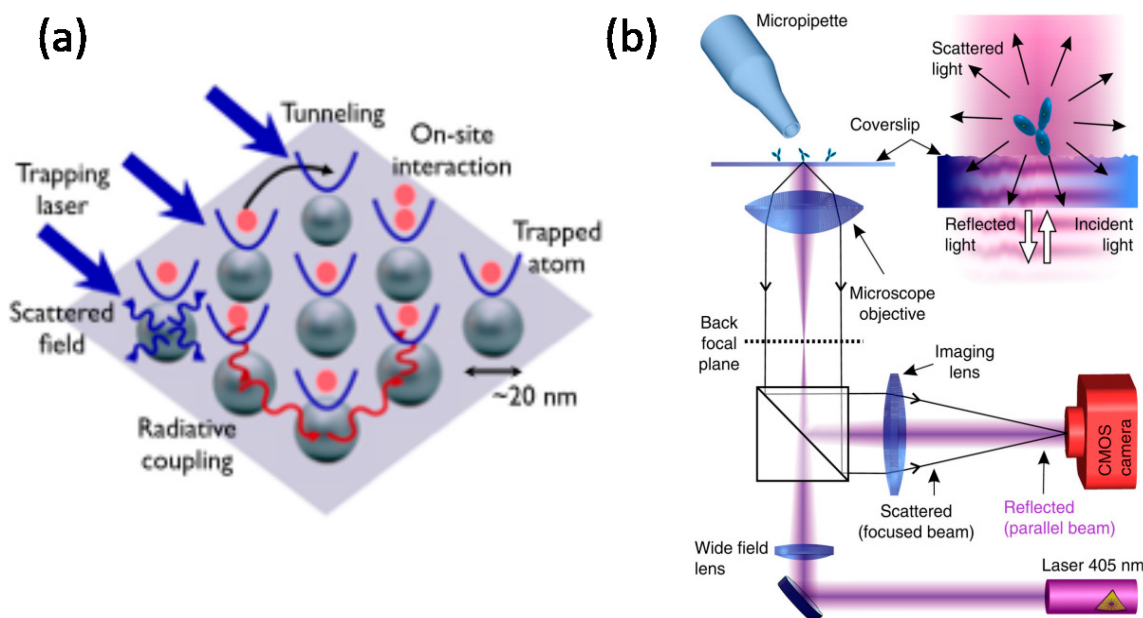 (a)
Tunneling
On-site
interaction
Trapping
laser
Trapped
atom
Scattered
field
Radiative
coupling
~20 nm
(b)
Micropipette
Scattered
light
Coverslip
Reflected
light
Incident
light
Microscope
objective
Back
focal
plane
Imaging
lens
CMOS
camera
Scattered
(focused beam)
Reflected
(parallel beam)
Wide field
lens
Laser 405 nm